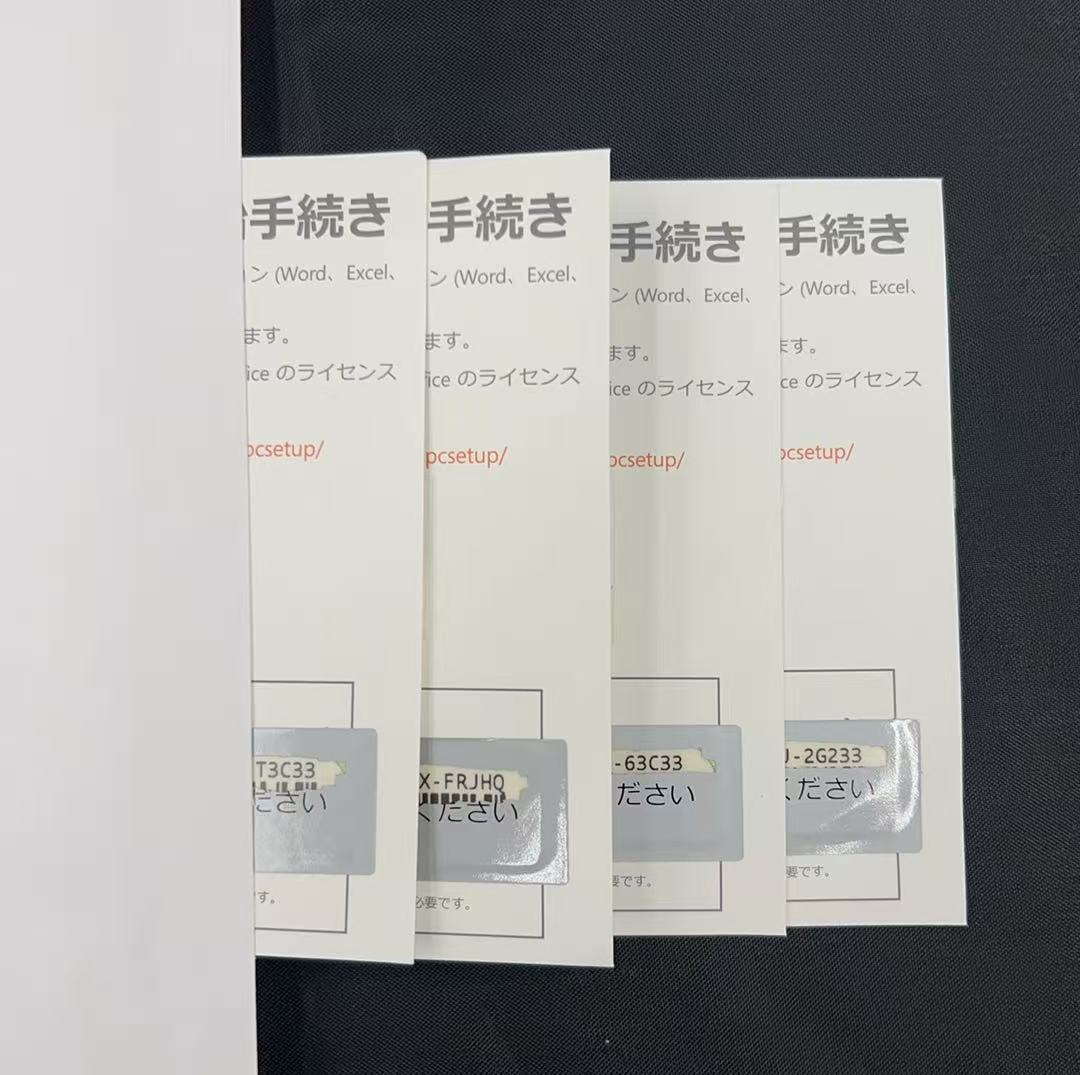 手続き
ン (Word、Excel、
ます。
ice のライセンス
pcsetup/
T3C33
ださい
す。
手続き
ン (Word、Excel、
ます。
ice のライセンス
pcsetup/
X-FRJHQ
ください
必要です。
手続き
ン (Word、Excel、
ます。
ice のライセンス
pcsetup/
-63C33
ださい
要です。
手続き
ン (Word、Excel、
ます。
ce のライセンス
pcsetup/
J-2G233
ください
要です。